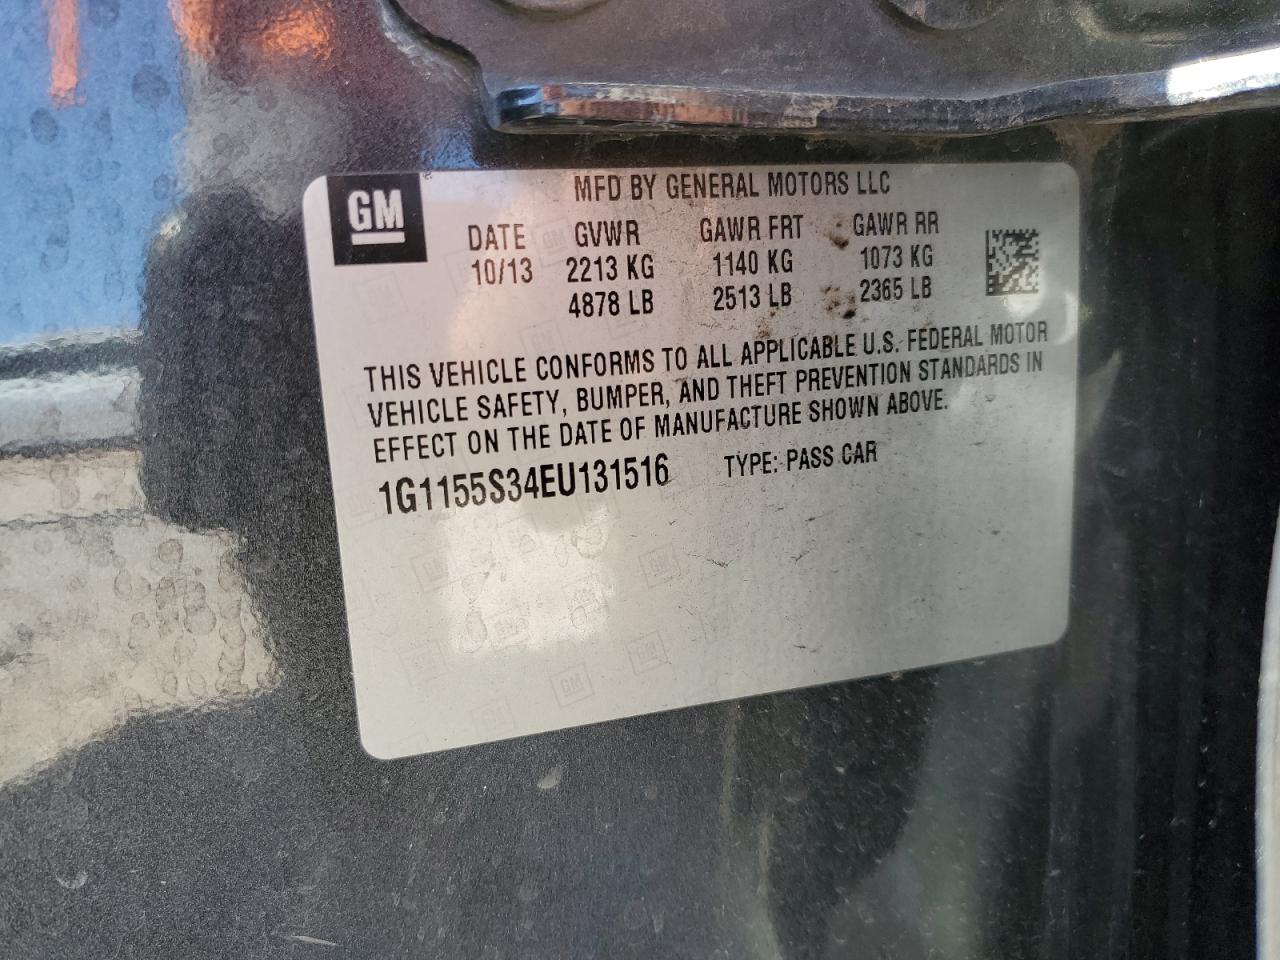 GM
MFD BY GENERAL MOTORS LLC
DATE GVWR GAWR FRT GAWR RR
10/13 2213 KG 1140 KG 1073 KG
4878 LB 2513 LB 2365 LB
THIS VEHICLE CONFORMS TO ALL APPLICABLE U.S. FEDERAL MOTOR
VEHICLE SAFETY, BUMPER, AND THEFT PREVENTION STANDARDS IN
EFFECT ON THE DATE OF MANUFACTURE SHOWN ABOVE.
1G1155S34EU131516 TYPE: PASS CAR